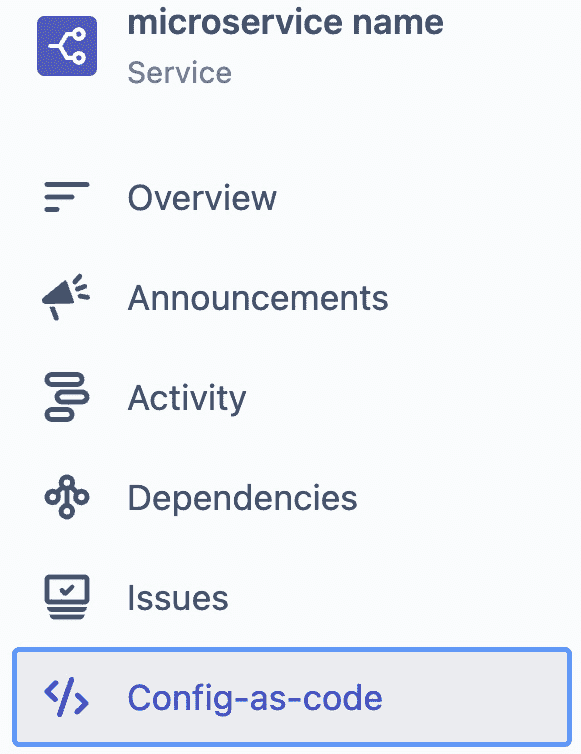 microservice name
Service
Overview
Announcements
Activity
Dependencies
Issues
Config-as-code